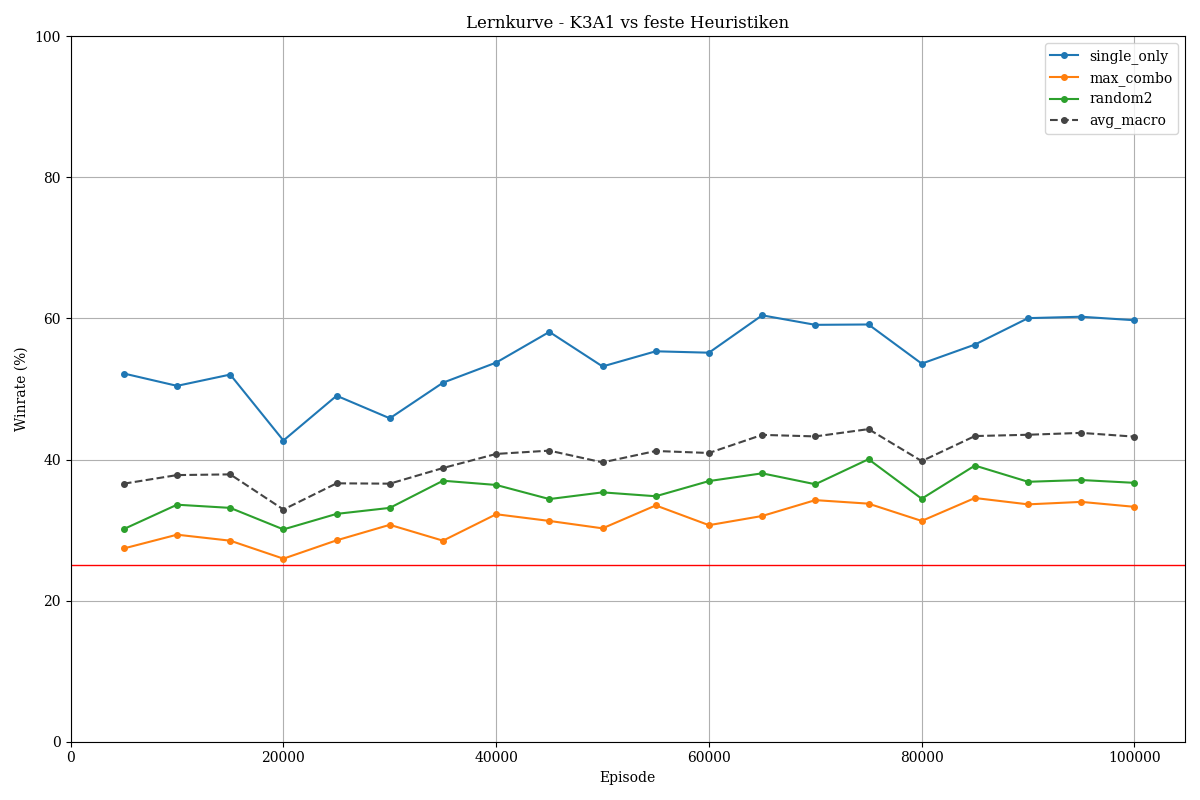 Lernkurve - K3A1 vs feste Heuristiken
100
80
60
40
20
0
Winrate (%)
single_only
max_combo
random2
avg_macro
0 20000 40000 60000 80000 100000
Episode